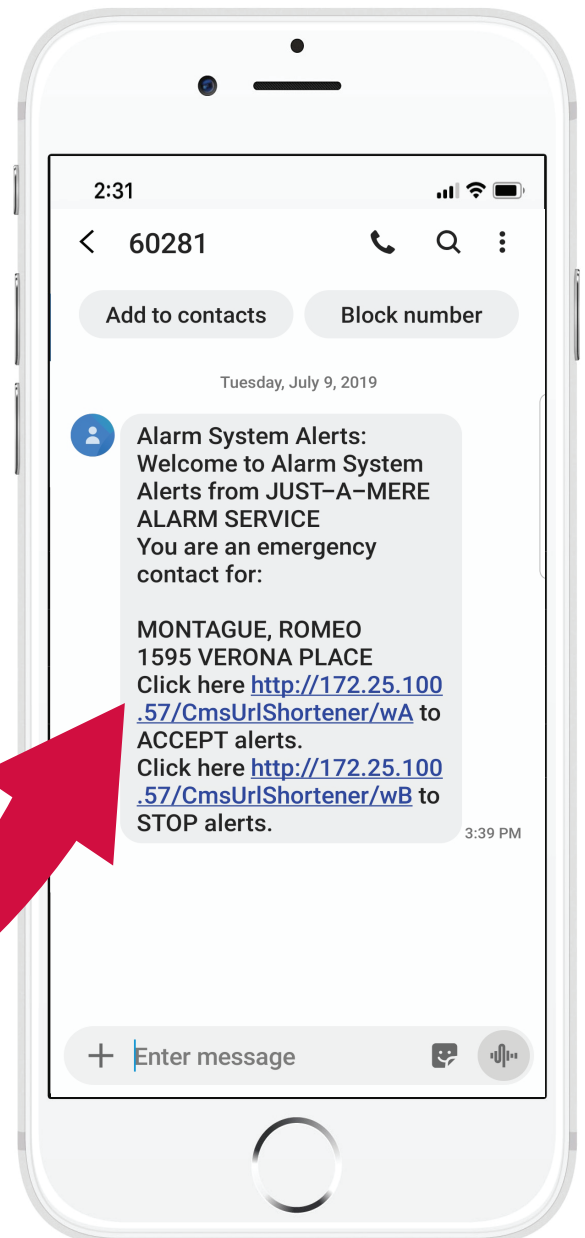 2:31
60281
Add to contacts
Block number
Tuesday, July 9, 2019
Alarm System Alerts:
Welcome to Alarm System
Alerts from JUST–A–MERE
ALARM SERVICE
You are an emergency
contact for:
MONTAGUE, ROMEO
1595 VERONA PLACE
Click here http://172.25.100
.57/CmsUrlShortener/wA to
ACCEPT alerts.
Click here http://172.25.100
.57/CmsUrlShortener/wB to
STOP alerts.
3:39 PM
Enter message